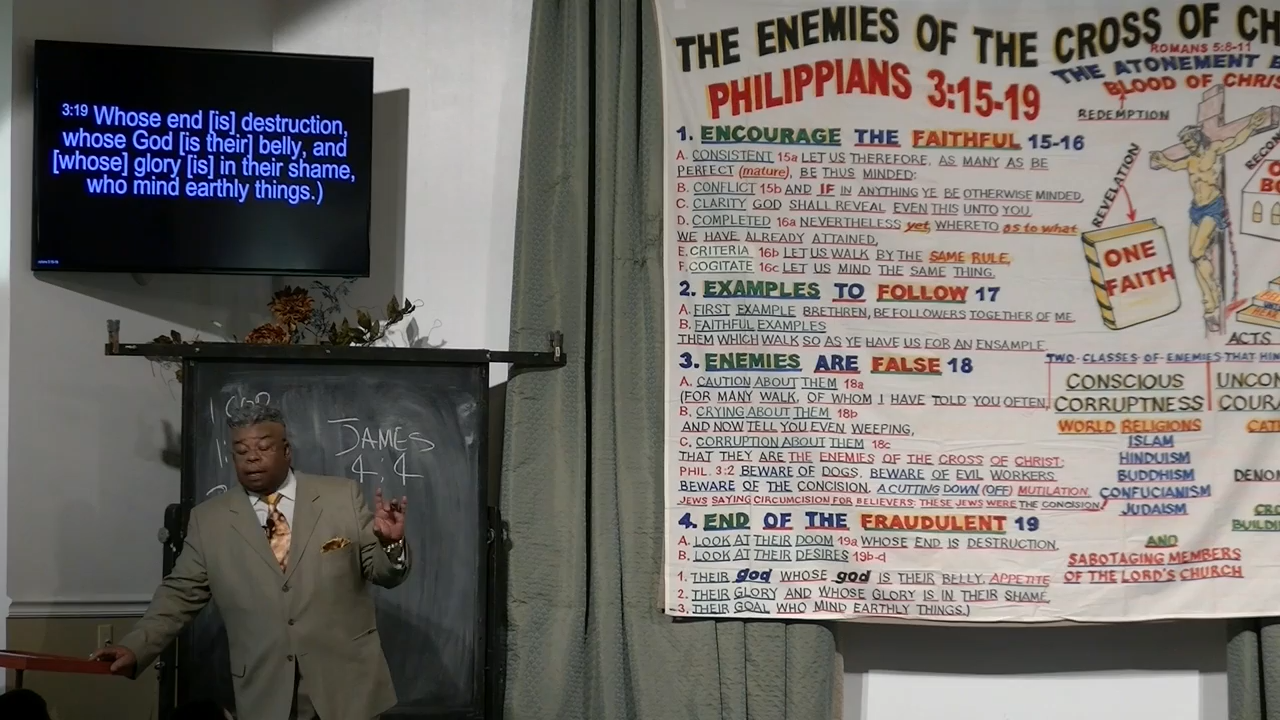 3:19 Whose end [is] destruction,
whose God [is their] belly, and
[whose] glory [is] in their shame,
who mind earthly things.)
JAMES
4:4
THE ENEMIES OF THE CROSS OF CH
PHILIPPIANS 3:15-19
1. ENCOURAGE THE FAITHFUL 15-16
A. CONSISTENT 15a LET US THEREFORE, AS MANY AS BE
PERFECT (mature), BE THUS MINDED:
B. CONFLICT 15b AND IF IN ANYTHING YE BE OTHERWISE MINDED,
C. CLARITY GOD SHALL REVEAL EVEN THIS UNTO YOU,
D. COMPLETED 16a NEVERTHELESS yet, WHERETO as to what
WE HAVE ALREADY ATTAINED,
E. CRITERIA 16b LET US WALK BY THE SAME RULE,
F. COGITATE 16c LET US MIND THE SAME THING.
2. EXAMPLES TO FOLLOW 17
A. FIRST EXAMPLE BRETHREN, BE FOLLOWERS TOGETHER OF ME,
B. FAITHFUL EXAMPLES
THEM WHICH WALK SO AS YE HAVE US FOR AN ENSAMPLE.
3. ENEMIES ARE FALSE 18
A. CAUTION ABOUT THEM 18a
(FOR MANY WALK, OF WHOM I HAVE TOLD YOU OFTEN,
B. CRYING ABOUT THEM 18b
AND NOW TELL YOU EVEN WEEPING,
C. CORRUPTION ABOUT THEM 18c
THAT THEY ARE THE ENEMIES OF THE CROSS OF CHRIST:
PHIL. 3:2 BEWARE OF DOGS, BEWARE OF EVIL WORKERS
BEWARE OF THE CONCISION, A CUTTING DOWN (OFF) MUTILATION.
JEWS SAYING CIRCUMCISION FOR BELIEVERS: THESE JEWS WERE THE CONCISION.
4. END OF THE FRAUDULENT 19
A. LOOK AT THEIR DOOM 19a WHOSE END IS DESTRUCTION,
B. LOOK AT THEIR DESIRES 19b-d
1. THEIR god WHOSE god IS THEIR BELLY, APPETITE
2. THEIR GLORY AND WHOSE GLORY IS IN THEIR SHAME,
3. THEIR GOAL WHO MIND EARTHLY THINGS.)
ROMANS 5:8-11
THE ATONEMENT B
BLOOD OF CHRIS
REDEMPTION
REVELATION
RECON
ONE
FAITH
ACTS
TWO CLASSES OF ENEMIES THAT HIN
CONSCIOUS
CORRUPTNESS
WORLD RELIGIONS
ISLAM
HINDUISM
BUDDHISM
CONFUCIANISM
JUDAISM
AND
SABOTAGING MEMBERS
OF THE LORD'S CHURCH
UNCON
COURA
CATH
DENO
CRO
BUILDI